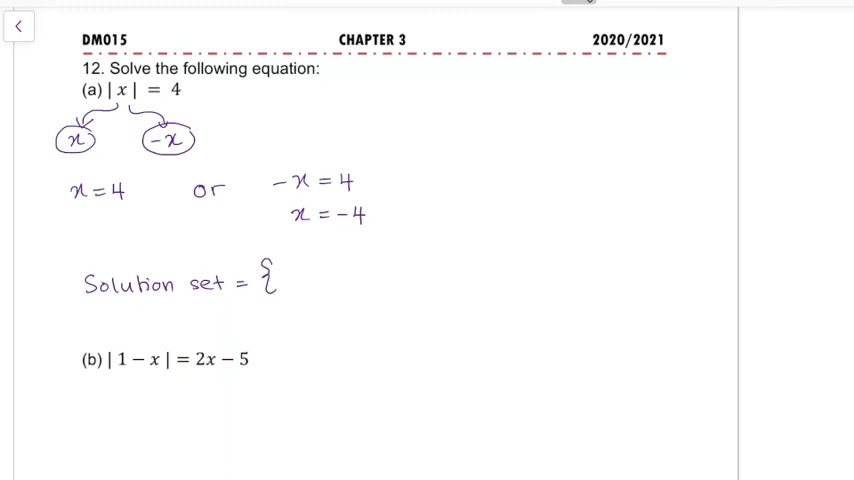 DM015 CHAPTER 3 2020/2021
12. Solve the following equation:
(a) | x | = 4
x -x
x = 4 or -x = 4
x = -4
Solution set = {
(b) | 1 − x | = 2x − 5